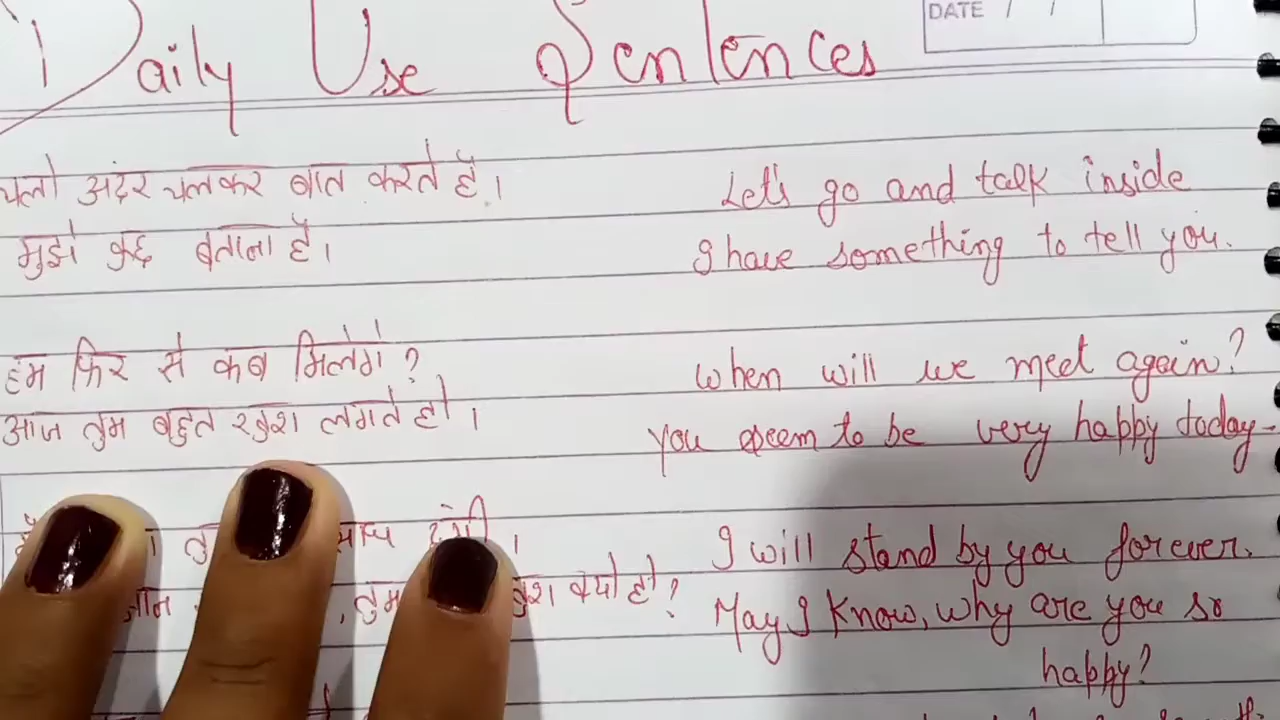 Daily Use Sentences
DATE / /
चलो अंदर चलकर बात करते हैं। Let's go and talk inside
मुझे कुछ बताना है। I have something to tell you.
हम फिर से कब मिलेंगे? when will we meet again?
आज तुम बहुत खुश लगते हो। you seem to be very happy today.
साथ दूंगी। I will stand by you forever.
जान , तुम क्यों हो? May I know, why are you so
happy?